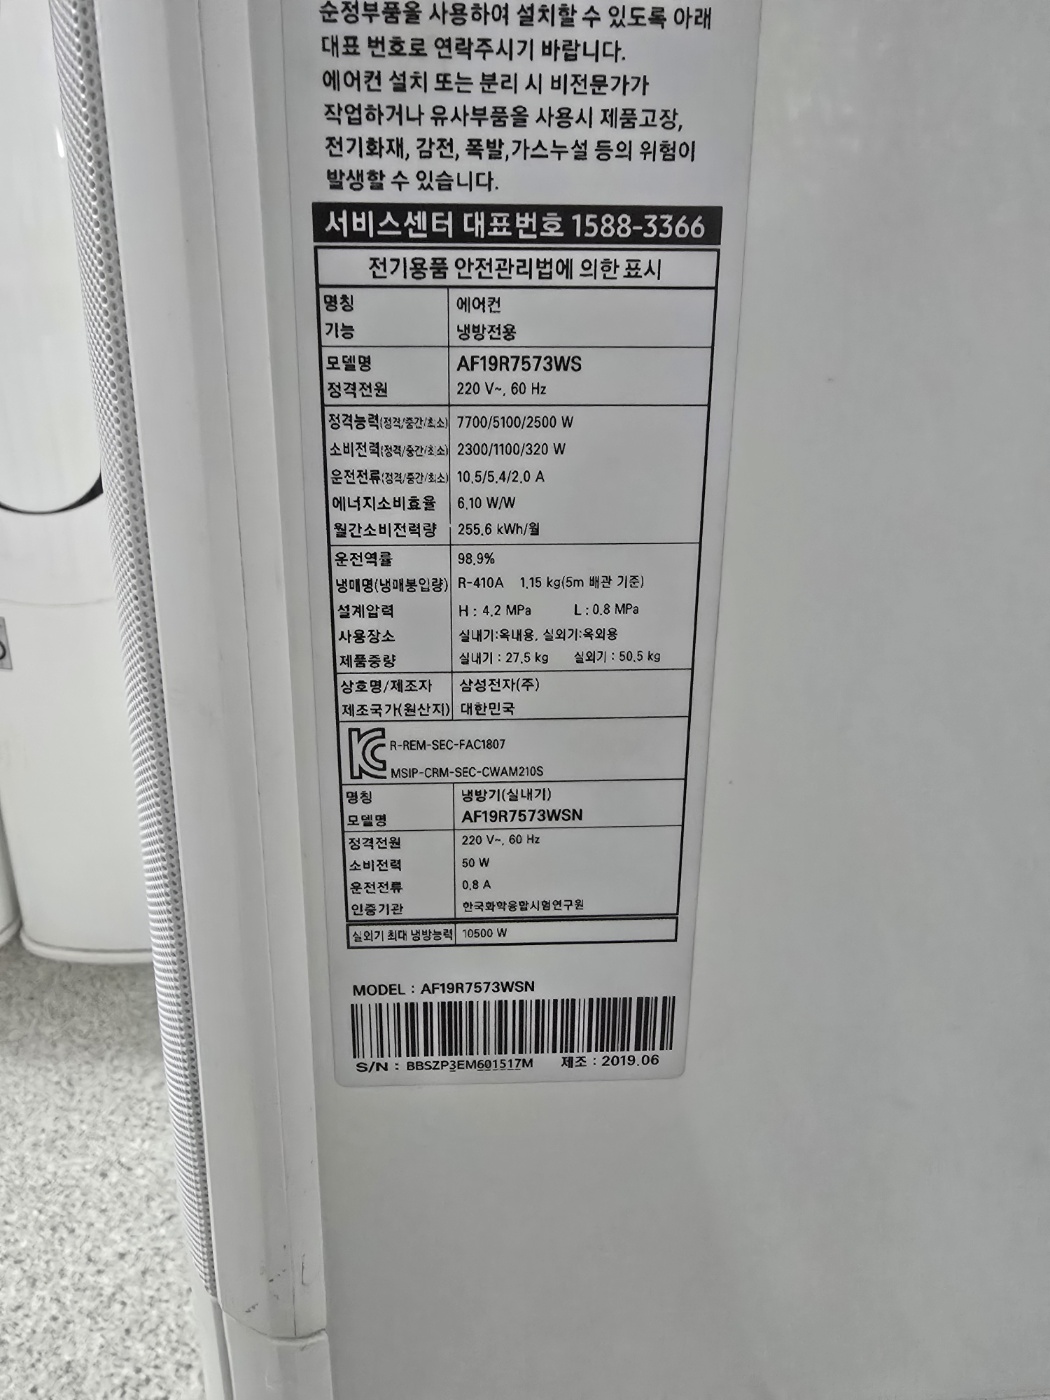 순정부품을 사용하여 설치할 수 있도록 아래
대표 번호로 연락주시기 바랍니다.
에어컨 설치 또는 분리 시 비전문가가
작업하거나 유사부품을 사용시 제품고장,
전기화재, 감전, 폭발,가스누설 등의 위험이
발생할 수 있습니다.
서비스센터 대표번호 1588-3366
전기용품 안전관리법에 의한 표시
명칭 에어컨
기능 냉방전용
모델명 AF19R7573WS
정격전원 220 V~, 60 Hz
정격능력(정격/중간/최소) 7700/5100/2500 W
소비전력(정격/중간/최소) 2300/1100/320 W
운전전류(정격/중간/최소) 10.5/5.4/2.0 A
에너지소비효율 6.10 W/W
월간소비전력량 255.6 kWh/월
운전역률 98.9%
냉매명(냉매봉입량) R-410A 1.15 kg(5m 배관 기준)
설계압력 H : 4.2 MPa L : 0.8 MPa
사용장소 실내기:옥내용, 실외기:옥외용
제품중량 실내기 : 27.5 kg 실외기 : 50.5 kg
상호명/제조자 삼성전자(주)
제조국가(원산지) 대한민국
R-REM-SEC-FAC1807
MSIP-CRM-SEC-CWAM210S
명칭 냉방기(실내기)
모델명 AF19R7573WSN
정격전원 220 V~, 60 Hz
소비전력 50 W
운전전류 0.8 A
인증기관 한국화학융합시험연구원
실외기 최대 냉방능력 10500 W
MODEL : AF19R7573WSN
S/N : BBSZP3EM601517M 제조 : 2019.06